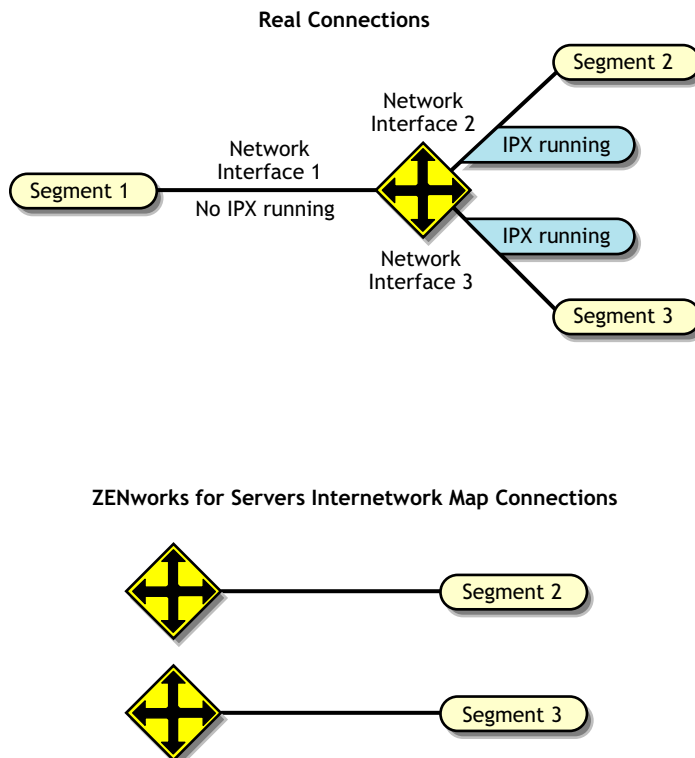 Real Connections
Segment 2
Network
Interface 2
IPX running
Network
Interface 1
Segment 1
No IPX running
IPX running
Network
Interface 3
Segment 3
ZENworks for Servers Internetwork Map Connections
Segment 2
Segment 3